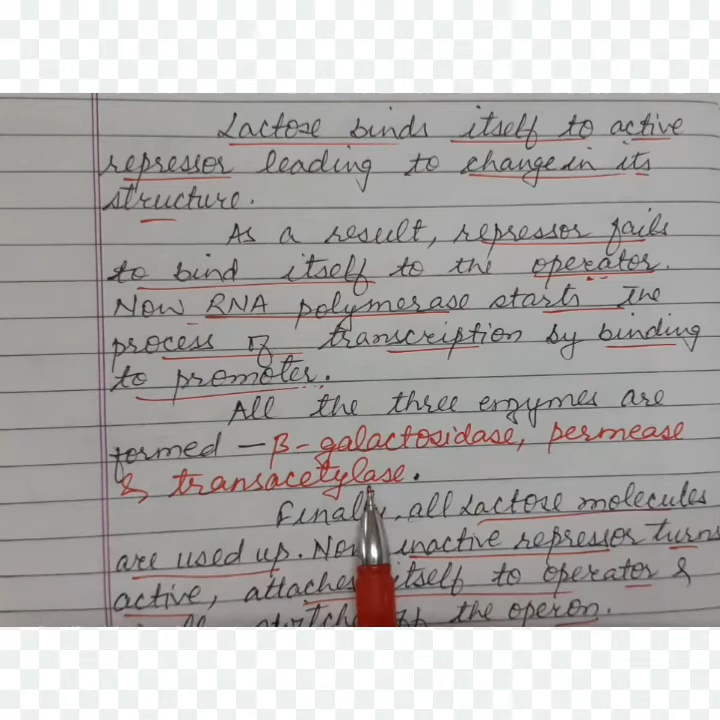 Lactose binds itself to active
repressor leading to change in its
structure.
As a result, repressor fails
to bind itself to the operator.
Now RNA polymerase starts the
process of transcription by binding
to promoter.
All the three enzymes are
formed – β-galactosidase, permease
& transacetylase.
Finally, all Lactose molecules
are used up. Now inactive repressor turns
active, attaches itself to operator &
the operon.